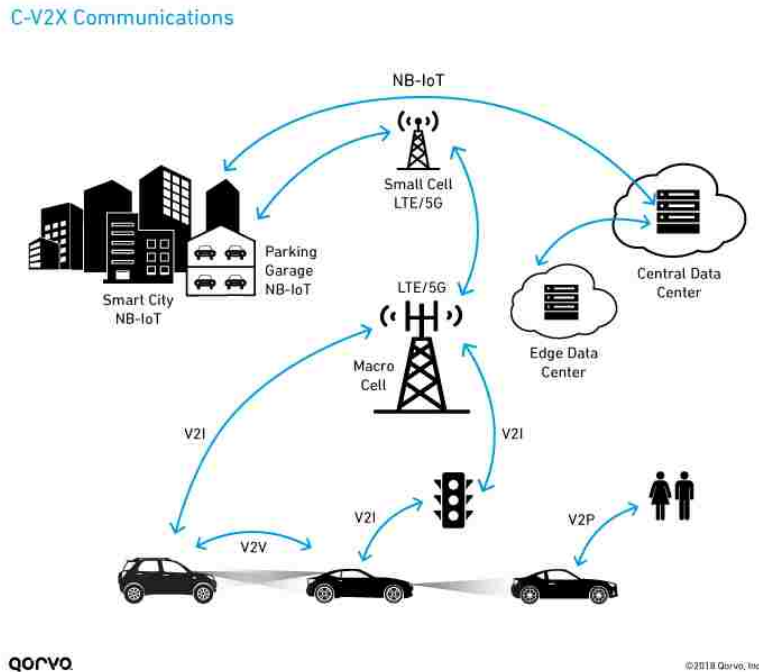 C-V2X Communications
NB-IoT
Small Cell
LTE/5G
Parking
Garage
NB-IoT
Smart City
NB-IoT
Central Data
Center
LTE/5G
Macro
Cell
Edge Data
Center
V2I
V2I
V2I
V2P
V2V
QORVO
©2018 Qorvo, Inc